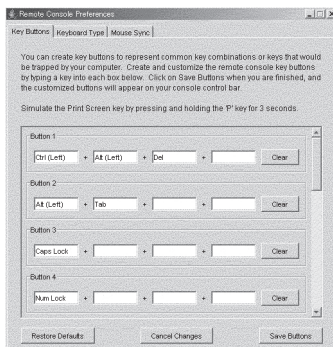 Remote Console Preferences
Key Buttons Keyboard Type Mouse Sync
You can create key buttons to represent common key combinations or keys that would
be trapped by your computer. Create and customize the remote console key buttons
by typing a key into each box below. Click on Save Buttons when you are finished, and
the customized buttons will appear on your console control bar.
Simulate the Print Screen key by pressing and holding the 'P' key for 3 seconds.
Button 1
Ctrl (Left) + Alt (Left) + Del + Clear
Button 2
Alt (Left) + Tab + + Clear
Button 3
Caps Lock + + + Clear
Button 4
Num Lock + + + Clear
Restore Defaults Cancel Changes Save Buttons